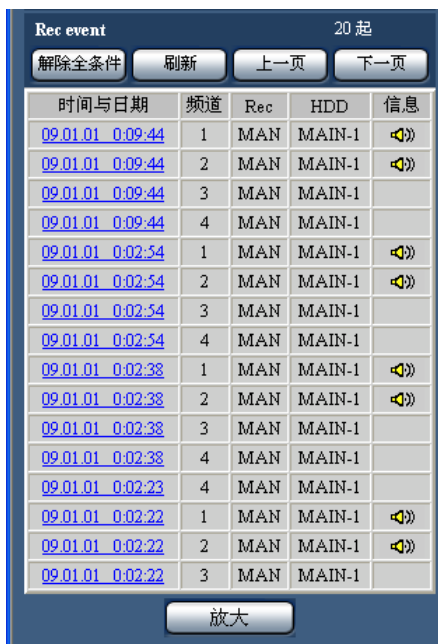 Rec event 20 起
解除全条件 刷新 上一页 下一页
时间与日期 频道 Rec HDD 信息
09.01.01 0:09:44 1 MAN MAIN-1
09.01.01 0:09:44 2 MAN MAIN-1
09.01.01 0:09:44 3 MAN MAIN-1
09.01.01 0:09:44 4 MAN MAIN-1
09.01.01 0:02:54 1 MAN MAIN-1
09.01.01 0:02:54 2 MAN MAIN-1
09.01.01 0:02:54 3 MAN MAIN-1
09.01.01 0:02:54 4 MAN MAIN-1
09.01.01 0:02:38 1 MAN MAIN-1
09.01.01 0:02:38 2 MAN MAIN-1
09.01.01 0:02:38 3 MAN MAIN-1
09.01.01 0:02:38 4 MAN MAIN-1
09.01.01 0:02:23 4 MAN MAIN-1
09.01.01 0:02:22 1 MAN MAIN-1
09.01.01 0:02:22 2 MAN MAIN-1
09.01.01 0:02:22 3 MAN MAIN-1
放大